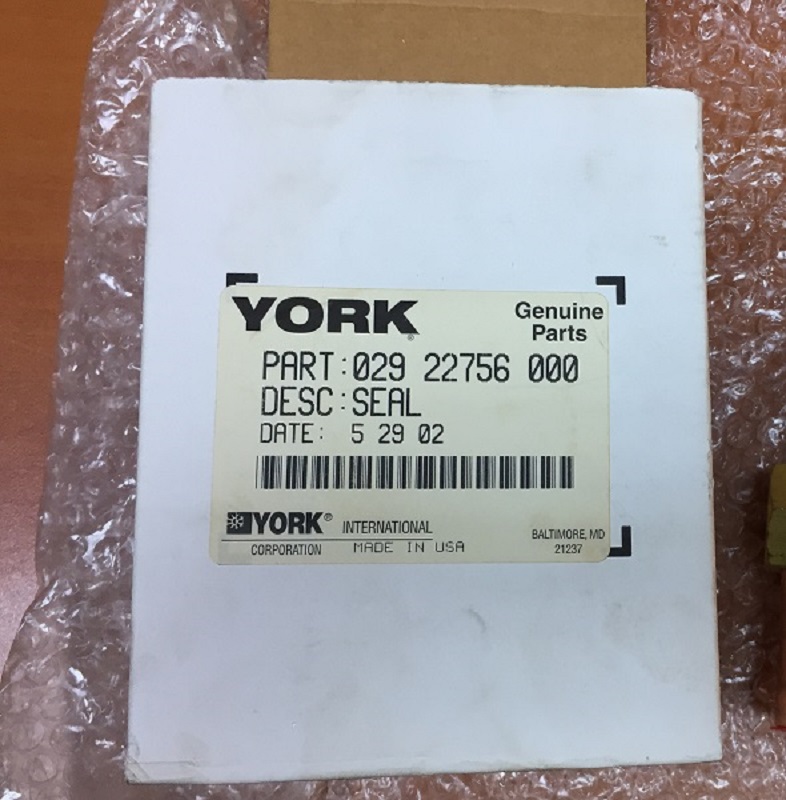 YORK®
Genuine
Parts
PART:029 22756 000
DESC:SEAL
DATE: 5 29 02
YORK® INTERNATIONAL
CORPORATION MADE IN USA
BALTIMORE, MD
21237